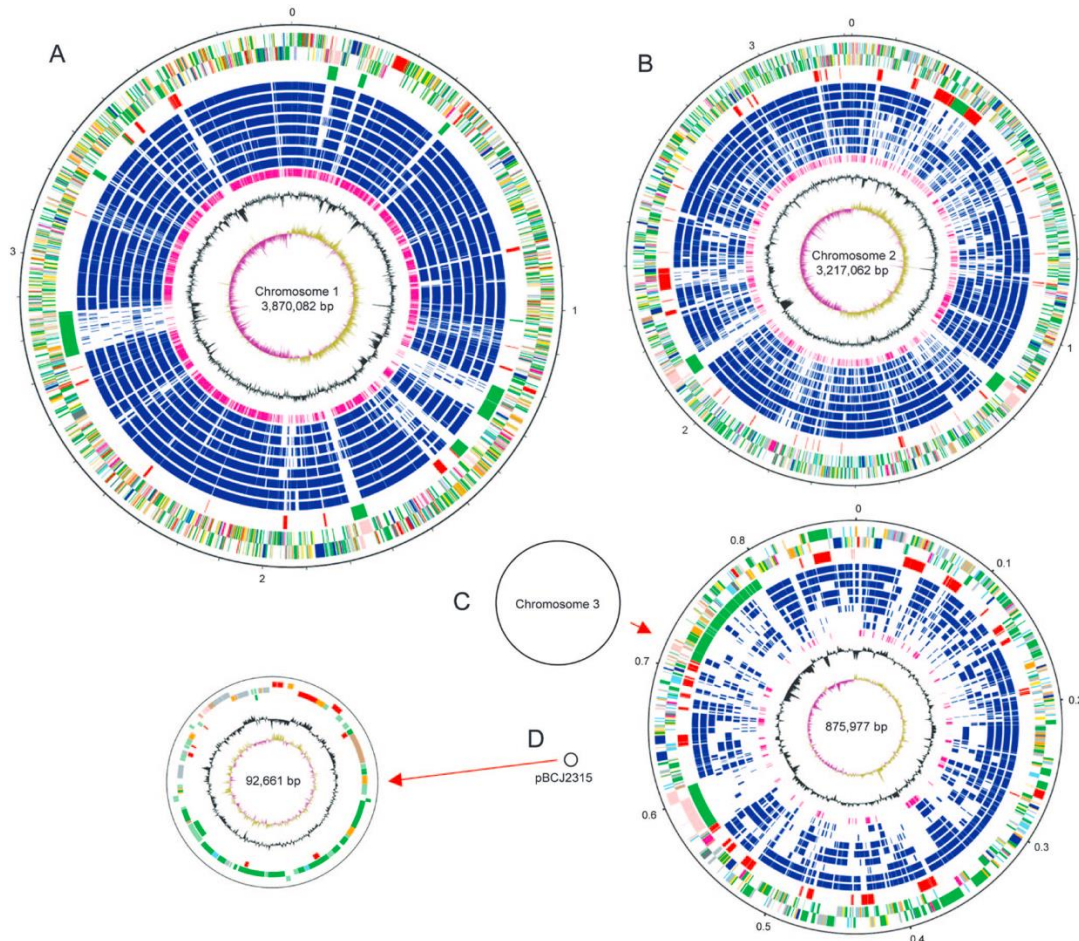 A
0
1
2
3
Chromosome 1
3,870,082 bp
B
0
1
2
3
Chromosome 2
3,217,062 bp
C
Chromosome 3
0
0.1
0.2
0.3
0.4
0.5
0.6
0.7
0.8
875,977 bp
D
pBCJ2315
92,661 bp